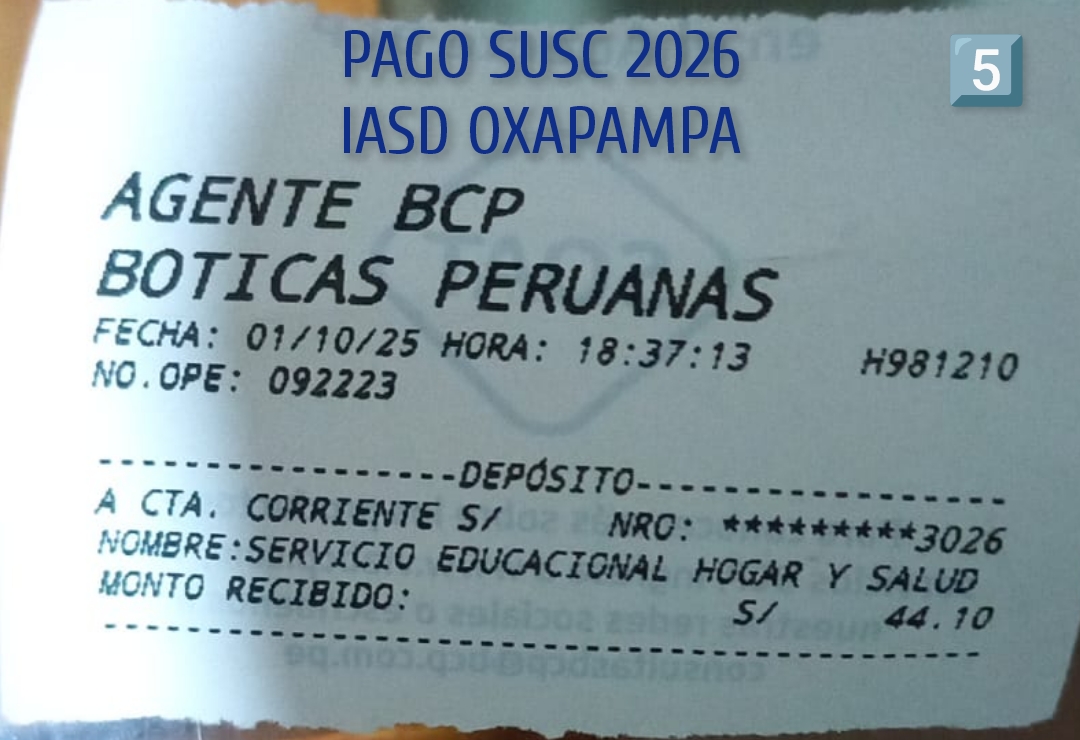 PAGO SUSC 2026
5
IASD OXAPAMPA
AGENTE BCP
BOTICAS PERUANAS
FECHA: 01/10/25 HORA: 18:37:13 H981210
NO.OPE: 092223
------------------DEPÓSITO-------------------
A CTA. CORRIENTE S/ NRO: *********3026
NOMBRE:SERVICIO EDUCACIONAL HOGAR Y SALUD
MONTO RECIBIDO: S/ 44.10
---------------------------------------------